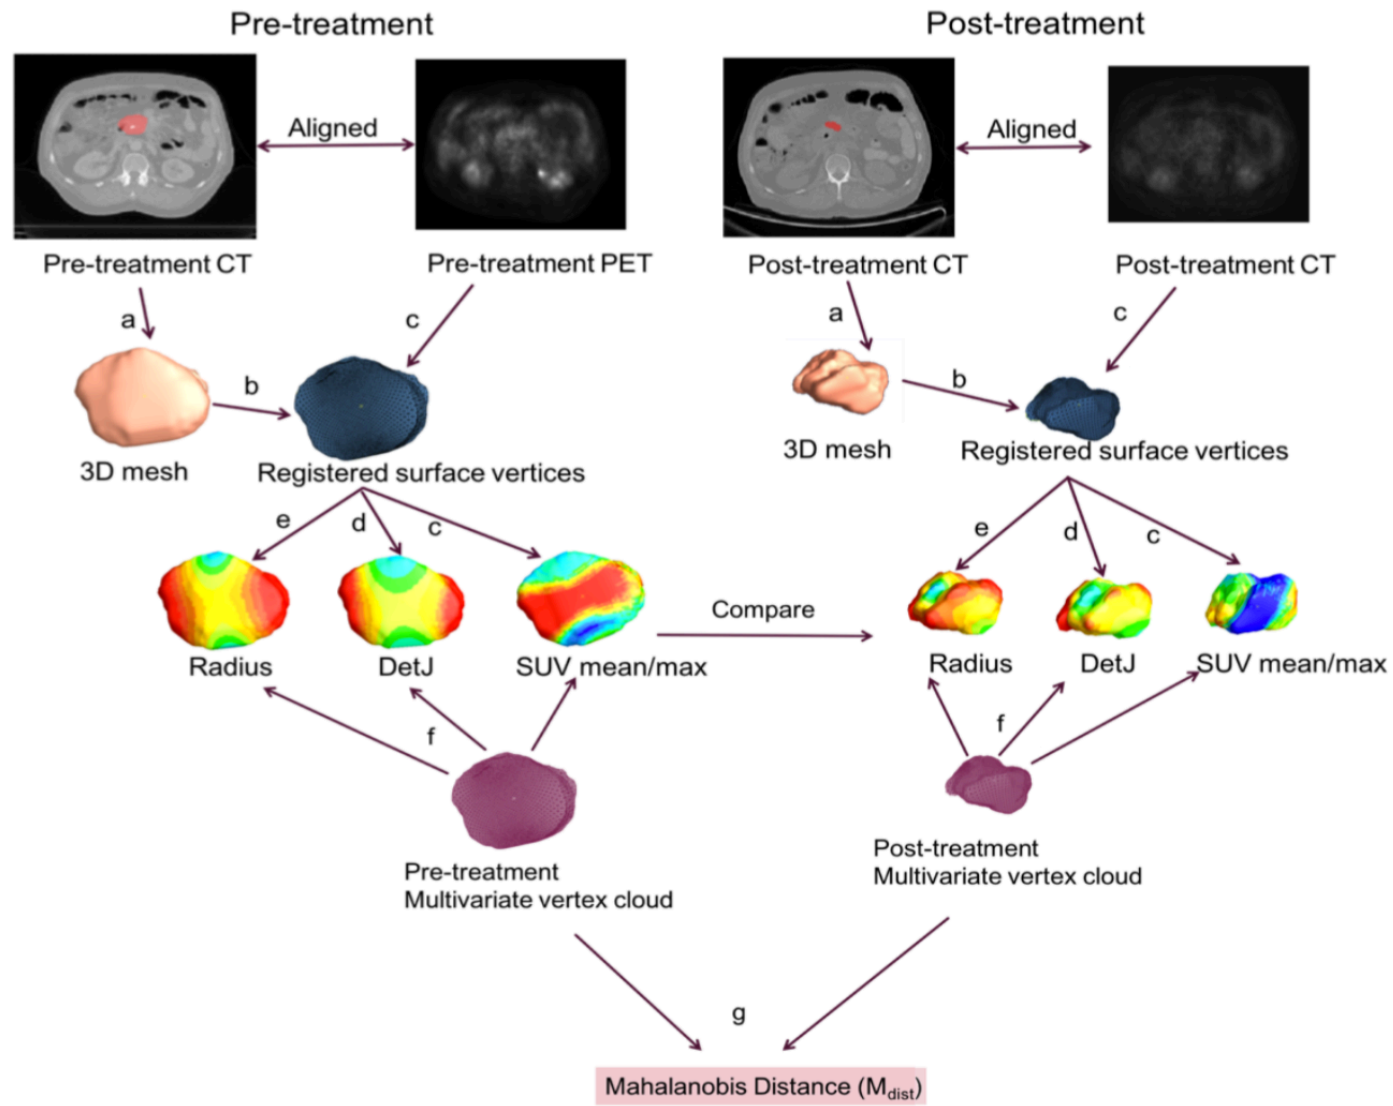 Pre-treatment
Post-treatment
Aligned
Aligned
Pre-treatment CT
Pre-treatment PET
Post-treatment CT
Post-treatment CT
a
c
a
c
b
b
3D mesh
Registered surface vertices
3D mesh
Registered surface vertices
e
d
c
e
d
c
Compare
Radius
DetJ
SUV mean/max
Radius
DetJ
SUV mean/max
f
f
Pre-treatment
Multivariate vertex cloud
Post-treatment
Multivariate vertex cloud
g
Mahalanobis Distance (Mdist)